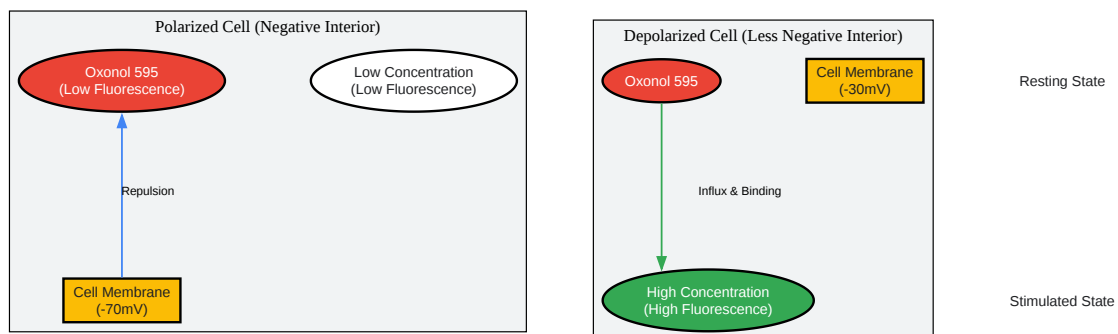 Polarized Cell (Negative Interior)
Oxonol 595
(Low Fluorescence)
Low Concentration
(Low Fluorescence)
Repulsion
Cell Membrane
(-70mV)
Depolarized Cell (Less Negative Interior)
Oxonol 595
Cell Membrane
(-30mV)
Influx & Binding
High Concentration
(High Fluorescence)
Resting State
Stimulated State